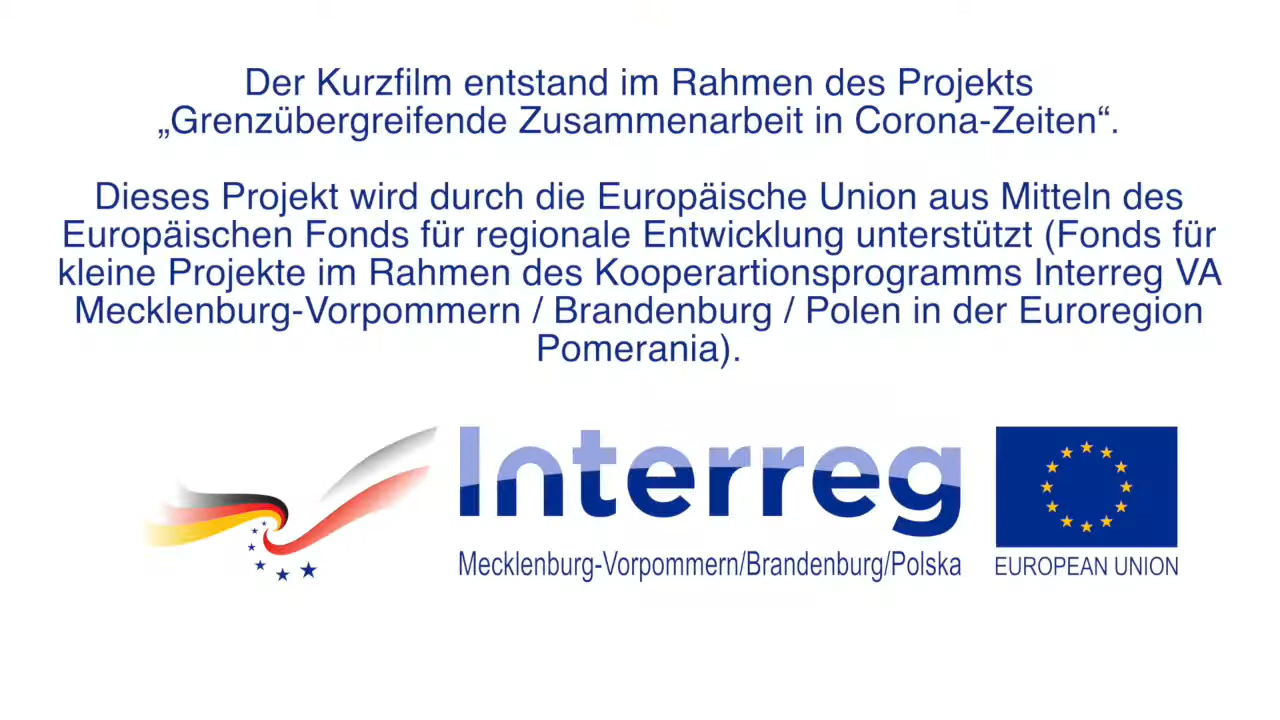 Der Kurzfilm entstand im Rahmen des Projekts
„Grenzübergreifende Zusammenarbeit in Corona-Zeiten“.
Dieses Projekt wird durch die Europäische Union aus Mitteln des
Europäischen Fonds für regionale Entwicklung unterstützt (Fonds für
kleine Projekte im Rahmen des Kooperartionsprogramms Interreg VA
Mecklenburg-Vorpommern / Brandenburg / Polen in der Euroregion
Pomerania).
Interreg
Mecklenburg-Vorpommern/Brandenburg/Polska
EUROPEAN UNION